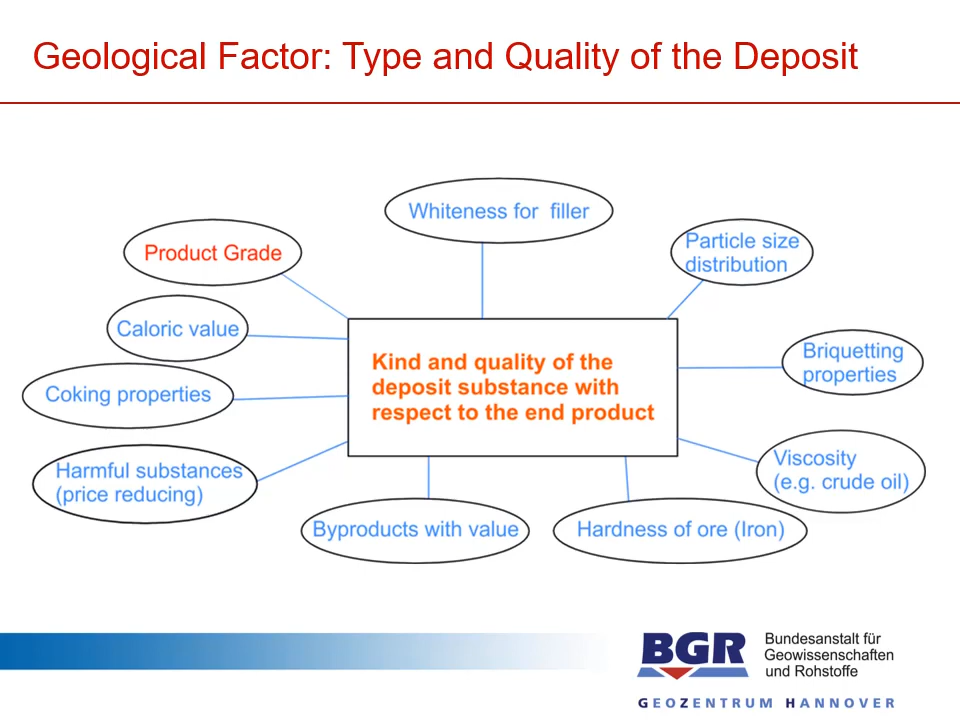 Geological Factor: Type and Quality of the Deposit
Whiteness for filler
Product Grade
Particle size
distribution
Caloric value
Briquetting
properties
Kind and quality of the
deposit substance with
respect to the end product
Coking properties
Harmful substances
(price reducing)
Viscosity
(e.g. crude oil)
Byproducts with value
Hardness of ore (Iron)
BGR
Bundesanstalt für
Geowissenschaften
und Rohstoffe
GEOZENTRUM HANNOVER